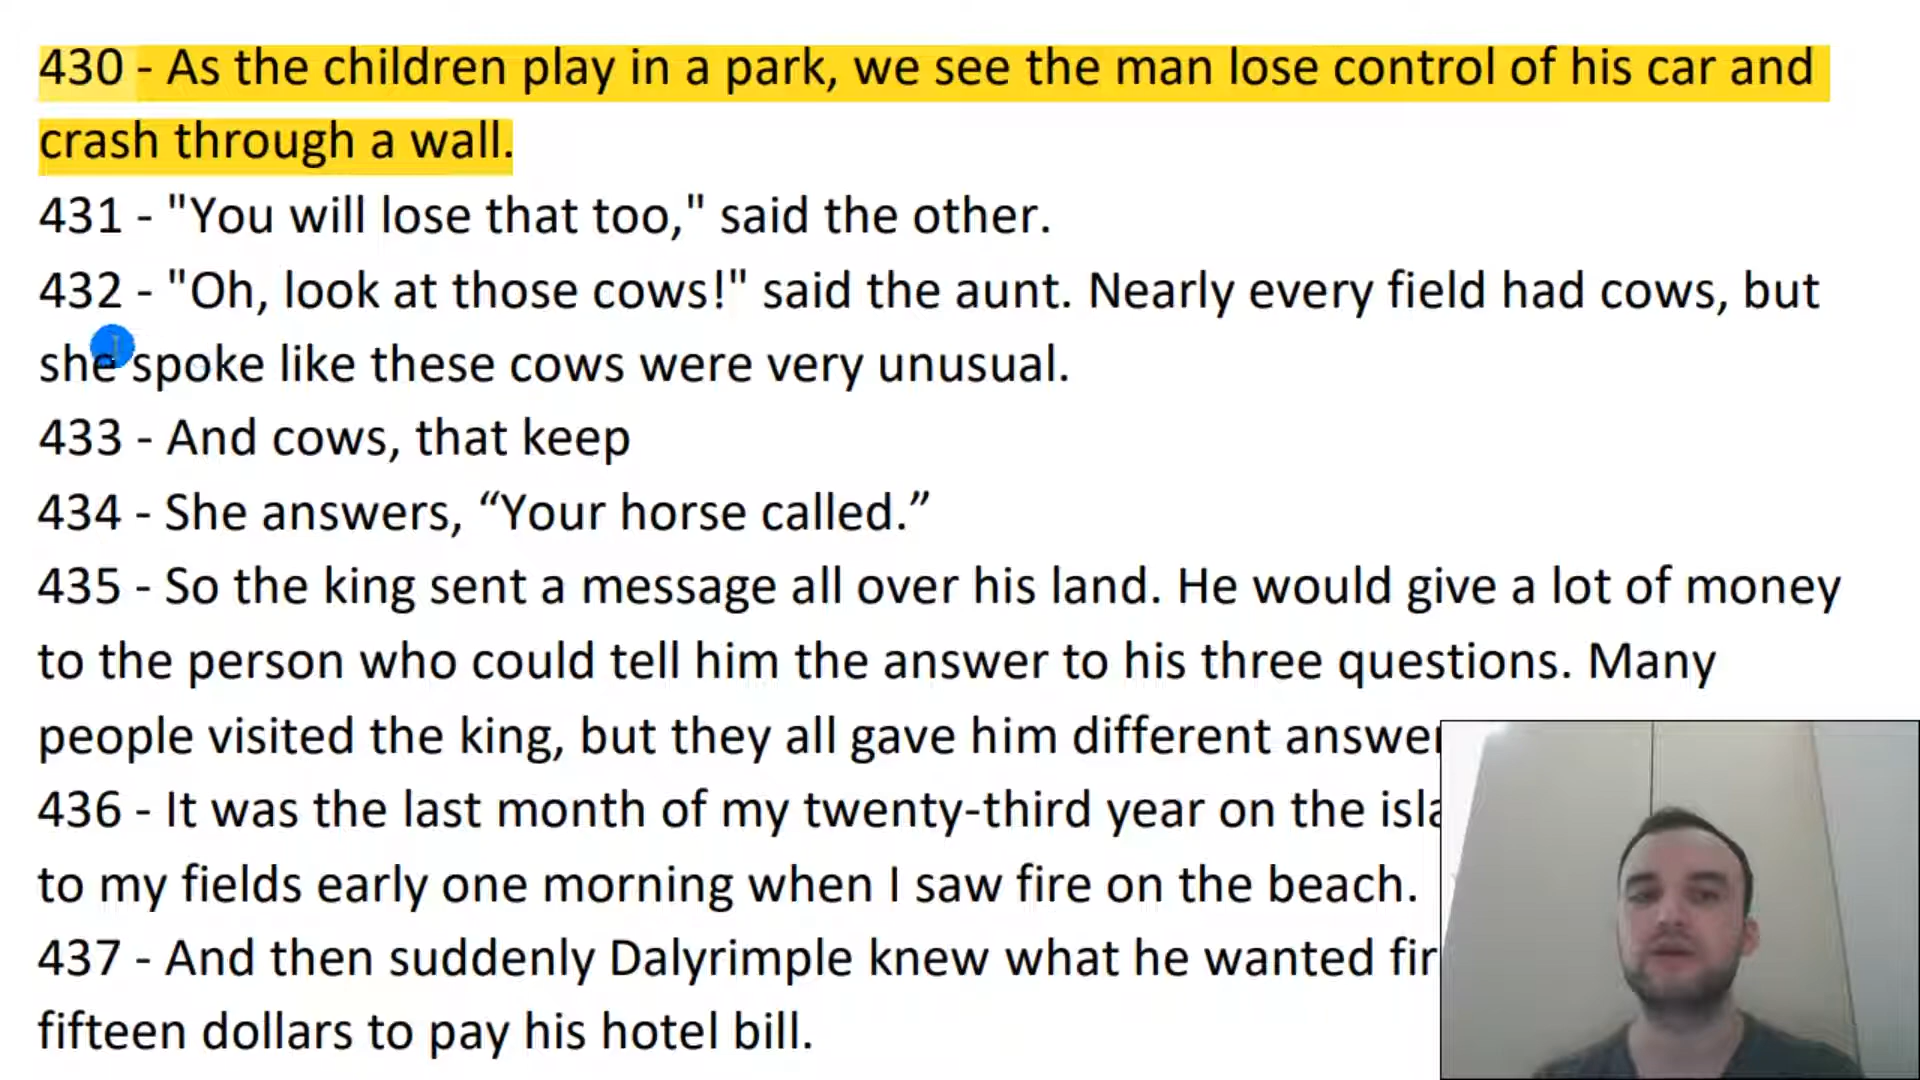 430 - As the children play in a park, we see the man lose control of his car and
crash through a wall.
431 - "You will lose that too," said the other.
432 - "Oh, look at those cows!" said the aunt. Nearly every field had cows, but
she spoke like these cows were very unusual.
433 - And cows, that keep
434 - She answers, “Your horse called.”
435 - So the king sent a message all over his land. He would give a lot of money
to the person who could tell him the answer to his three questions. Many
people visited the king, but they all gave him different
436 - It was the last month of my twenty-third year on the
to my fields early one morning when I saw fire on the beach.
437 - And then suddenly Dalyrimple knew what he wanted
fifteen dollars to pay his hotel bill.